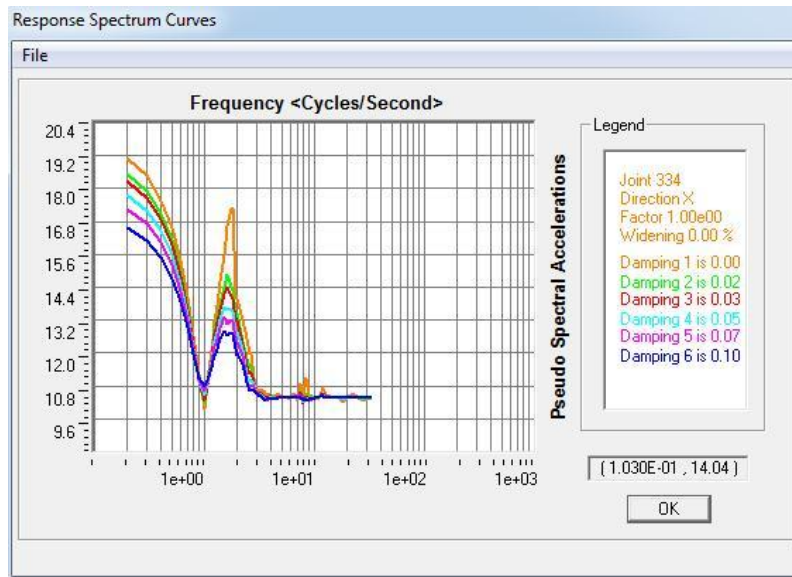 Response Spectrum Curves
File
Frequency <Cycles/Second>
20.4
19.2
18.0
16.8
15.6
14.4
13.2
12.0
10.8
9.6
1e+00
1e+01
1e+02
1e+03
Pseudo Spectral Accelerations
Legend
Joint 334
Direction X
Factor 1.00e00
Widening 0.00 %
Damping 1 is 0.00
Damping 2 is 0.02
Damping 3 is 0.03
Damping 4 is 0.05
Damping 5 is 0.07
Damping 6 is 0.10
( 1.030E-01 , 14.04 )
OK